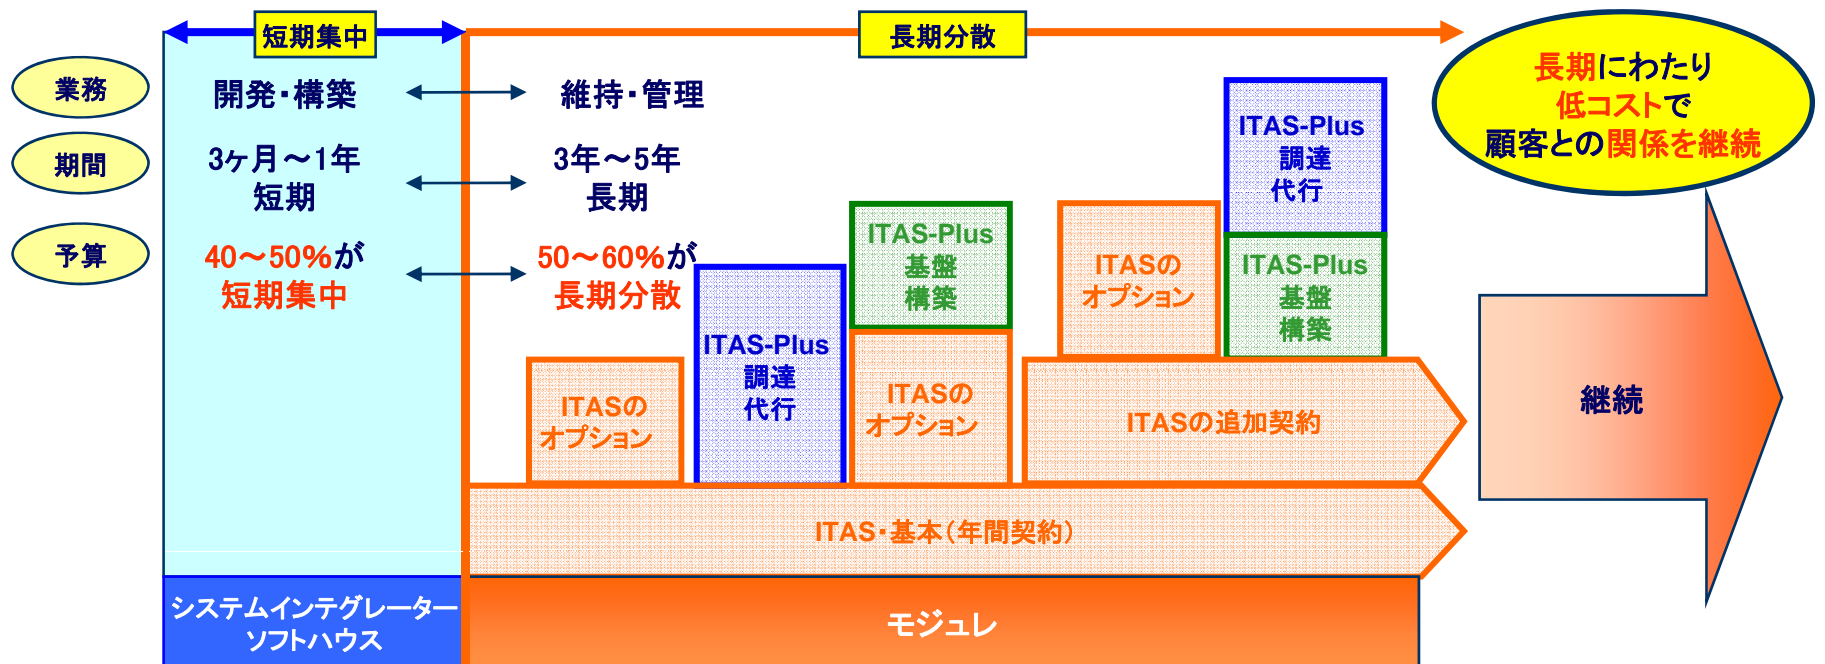 短期集中
長期分散
業務
開発・構築
維持・管理
期間
3ヶ月～1年
短期
3年～5年
長期
予算
40～50%が
短期集中
50～60%が
長期分散
長期にわたり
低コストで
顧客との関係を継続
ITASの
オプション
ITAS-Plus
調達
代行
ITAS-Plus
基盤
構築
ITASの
オプション
ITASの
オプション
ITAS-Plus
調達
代行
ITAS-Plus
基盤
構築
ITASの追加契約
ITAS・基本（年間契約）
継続
システムインテグレーター
ソフトハウス
モジュレ